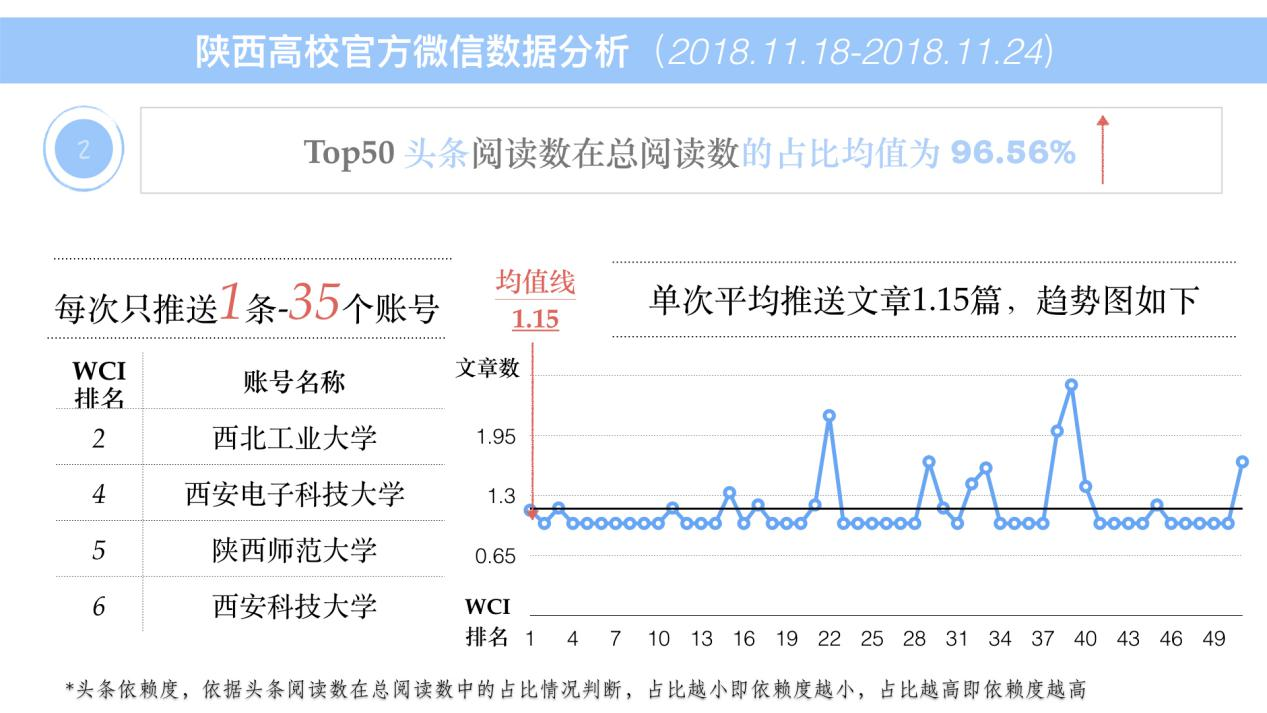 陕西高校官方微信数据分析（2018.11.18-2018.11.24）
2
Top50 头条阅读数在总阅读数的占比均值为 96.56%
每次只推送1条-35个账号
均值线
1.15
单次平均推送文章1.15篇，趋势图如下
WCI
排名
账号名称
2 西北工业大学
4 西安电子科技大学
5 陕西师范大学
6 西安科技大学
文章数
1.95
1.3
0.65
WCI
排名
1 4 7 10 13 16 19 22 25 28 31 34 37 40 43 46 49
*头条依赖度，依据头条阅读数在总阅读数中的占比情况判断，占比越小即依赖度越小，占比越高即依赖度越高